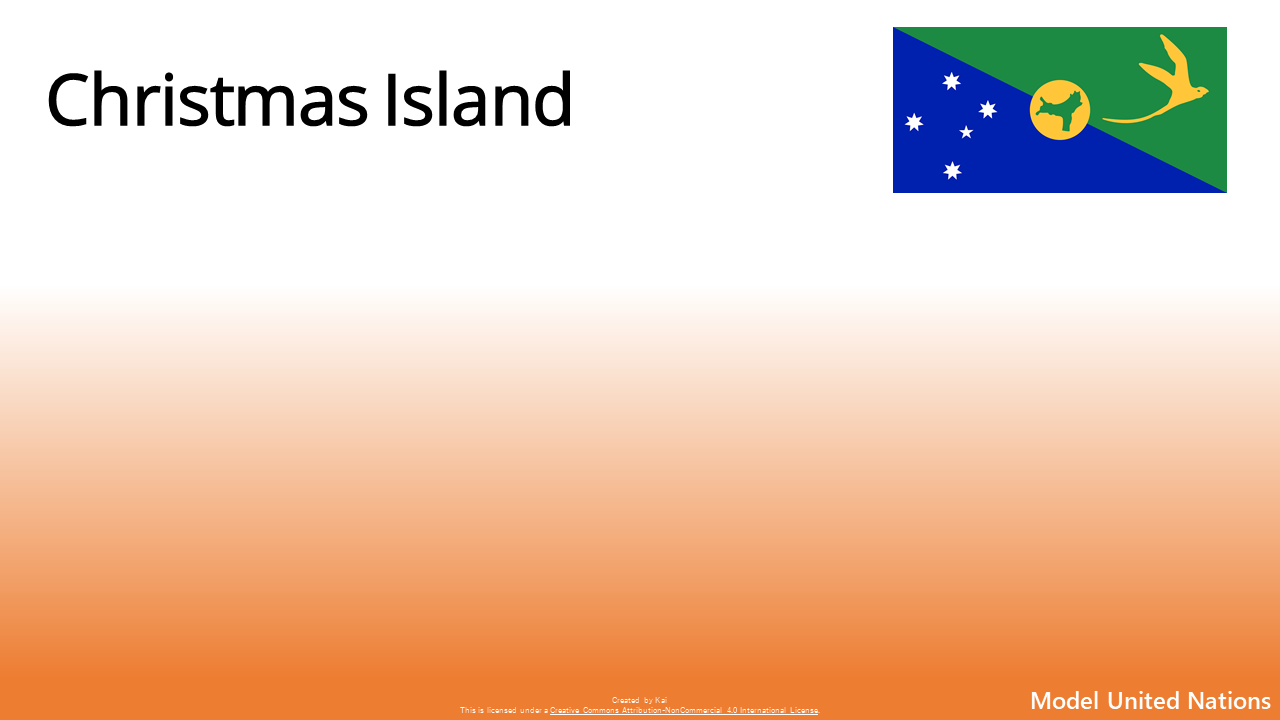 Christmas Island
Created by Kai
This is licensed under a Creative Commons Attribution-NonCommercial 4.0 International License.
Model United Nations